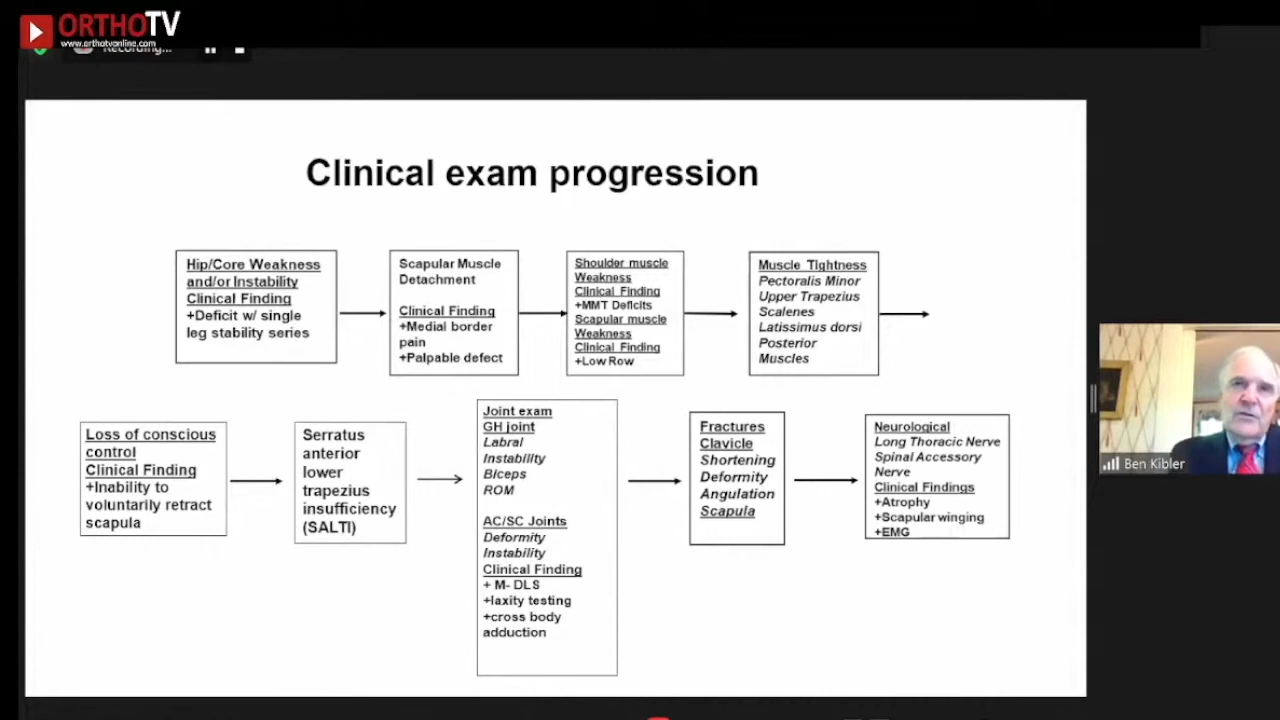 ORTHOTV
www.orthotvonline.com
Recording...
Clinical exam progression
Hip/Core Weakness
and/or Instability
Clinical Finding
+Deficit w/ single
leg stability series
Scapular Muscle
Detachment
Clinical Finding
+Medial border
pain
+Palpable defect
Shoulder muscle
Weakness
Clinical Finding
+MMT Deficits
Scapular muscle
Weakness
Clinical Finding
+Low Row
Muscle Tightness
Pectoralis Minor
Upper Trapezius
Scalenes
Latissimus dorsi
Posterior
Muscles
Loss of conscious
control
Clinical Finding
+Inability to
voluntarily retract
scapula
Serratus
anterior
lower
trapezius
insufficiency
(SALTI)
Joint exam
GH joint
Labral
Instability
Biceps
ROM
AC/SC Joints
Deformity
Instability
Clinical Finding
+ M- DLS
+laxity testing
+cross body
adduction
Fractures
Clavicle
Shortening
Deformity
Angulation
Scapula
Neurological
Long Thoracic Nerve
Spinal Accessory
Nerve
Clinical Findings
+Atrophy
+Scapular winging
+EMG
Ben Kibler